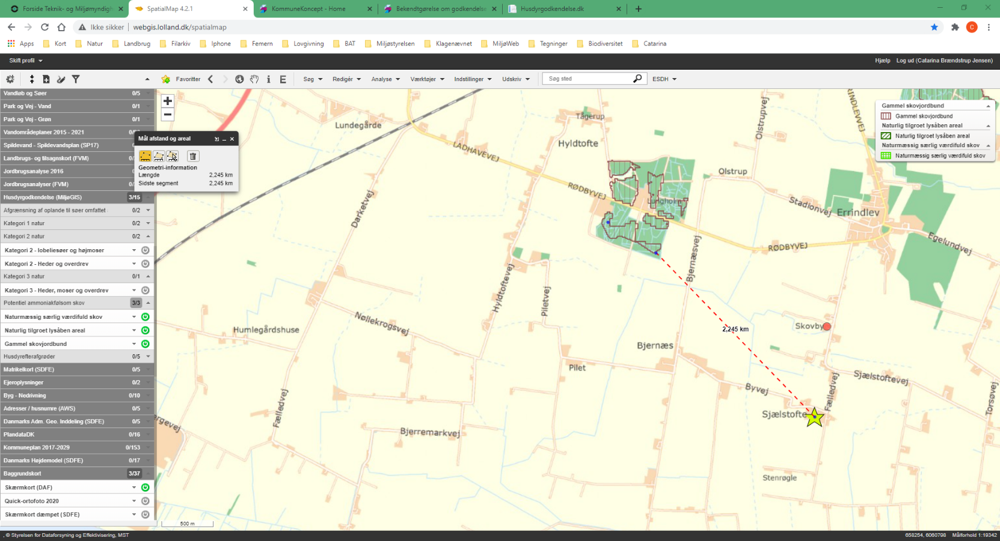 Forside Teknik- og Miljømyndigh
SpatialMap 4.2.1
KommuneKoncept - Home
Bekendtgørelse om godkendelse
Husdyrgodkendelse.dk
Ikke sikker
webgis.lolland.dk/spatialmap
C
Apps
Kort
Natur
Landbrug
Filarkiv
Iphone
Femern
Lovgivning
BAT
Miljøstyrelsen
Klagenævnet
MiljøWeb
Tegninger
Biodiversitet
Catarina
Skift profil
Hjælp
Log ud (Catarina Brændstrup Jensen)
Favoritter
Søg
Redigér
Analyse
Værktøjer
Indstillinger
Udskriv
Søg sted
ESDH
Vandløb og Søer 0/5
Park og Vej - Vand 0/1
Park og Vej - Grøn 0/1
Vandområdeplaner 2015 - 2021
Spildevand - Spildevandsplan (SP17)
Landbrugs- og tilsagnskort (FVM)
Jordbrugsanalyse 2016
Jordbrugsanalyser (FVM)
Husdyrgodkendelse (MiljøGIS) 3/15
Afgrænsning af oplande til søer omfattet 0/2
Kategori 1 natur 0/2
Kategori 2 natur 0/2
Kategori 2 - lobeliesøer og højmoser
Kategori 2 - Heder og overdrev
Kategori 3 natur 0/1
Kategori 3 - Heder, moser og overdrev
Potentiel ammoniakfølsom skov 3/3
Naturmæssig særlig værdifuld skov
Naturlig tilgroet lysåben areal
Gammel skovjordbund
Husdyrefterafgrøder 0/5
Matrikelkort (SDFE) 0/5
Ejeroplysninger 0/2
Byg - Nedrivning 0/10
Adresser / husnumre (AWS) 0/5
Danmarks Adm. Geo. Inddeling (SDFE) 0/5
PlandataDK 0/16
Kommuneplan 2017-2029 0/153
Danmarks Højdemodel (SDFE) 0/17
Baggrundskort 3/37
Skærmkort (DAF)
Quick-ortofoto 2020
Skærmkort dæmpet (SDFE)
Mål afstand og areal
Geometri-information
Længde 2,245 km
Sidste segment 2,245 km
Gammel skovjordbund
Gammel skovjordbund
Naturlig tilgroet lysåben areal
Naturlig tilgroet lysåben areal
Naturmæssig særlig værdifuld skov
Naturmæssig særlig værdifuld skov
Lundegårde
Tågerup
Hyldtofte
LADHAVEVEJ
RØDBYVEJ
Lungholm
Olstrupvej
Olstrup
Stadionvej
Errindlev
Egelundvej
RØDBYVEJ
Darketvej
Hyldtoftevej
Piletvej
Bjernæsvej
Nøllekrogsvej
Humlegårdshuse
2,245 km
Skovby
Bjernæs
Pilet
Sjælstoftevej
Byvej
Fælledvej
Torsøvej
Sjælstofte
Fælledvej
Bjerremarkvej
Stenrøgle
500 m
, © Styrelsen for Dataforsyning og Effektivisering, MST
658254, 6060798
Målforhold 1:19342